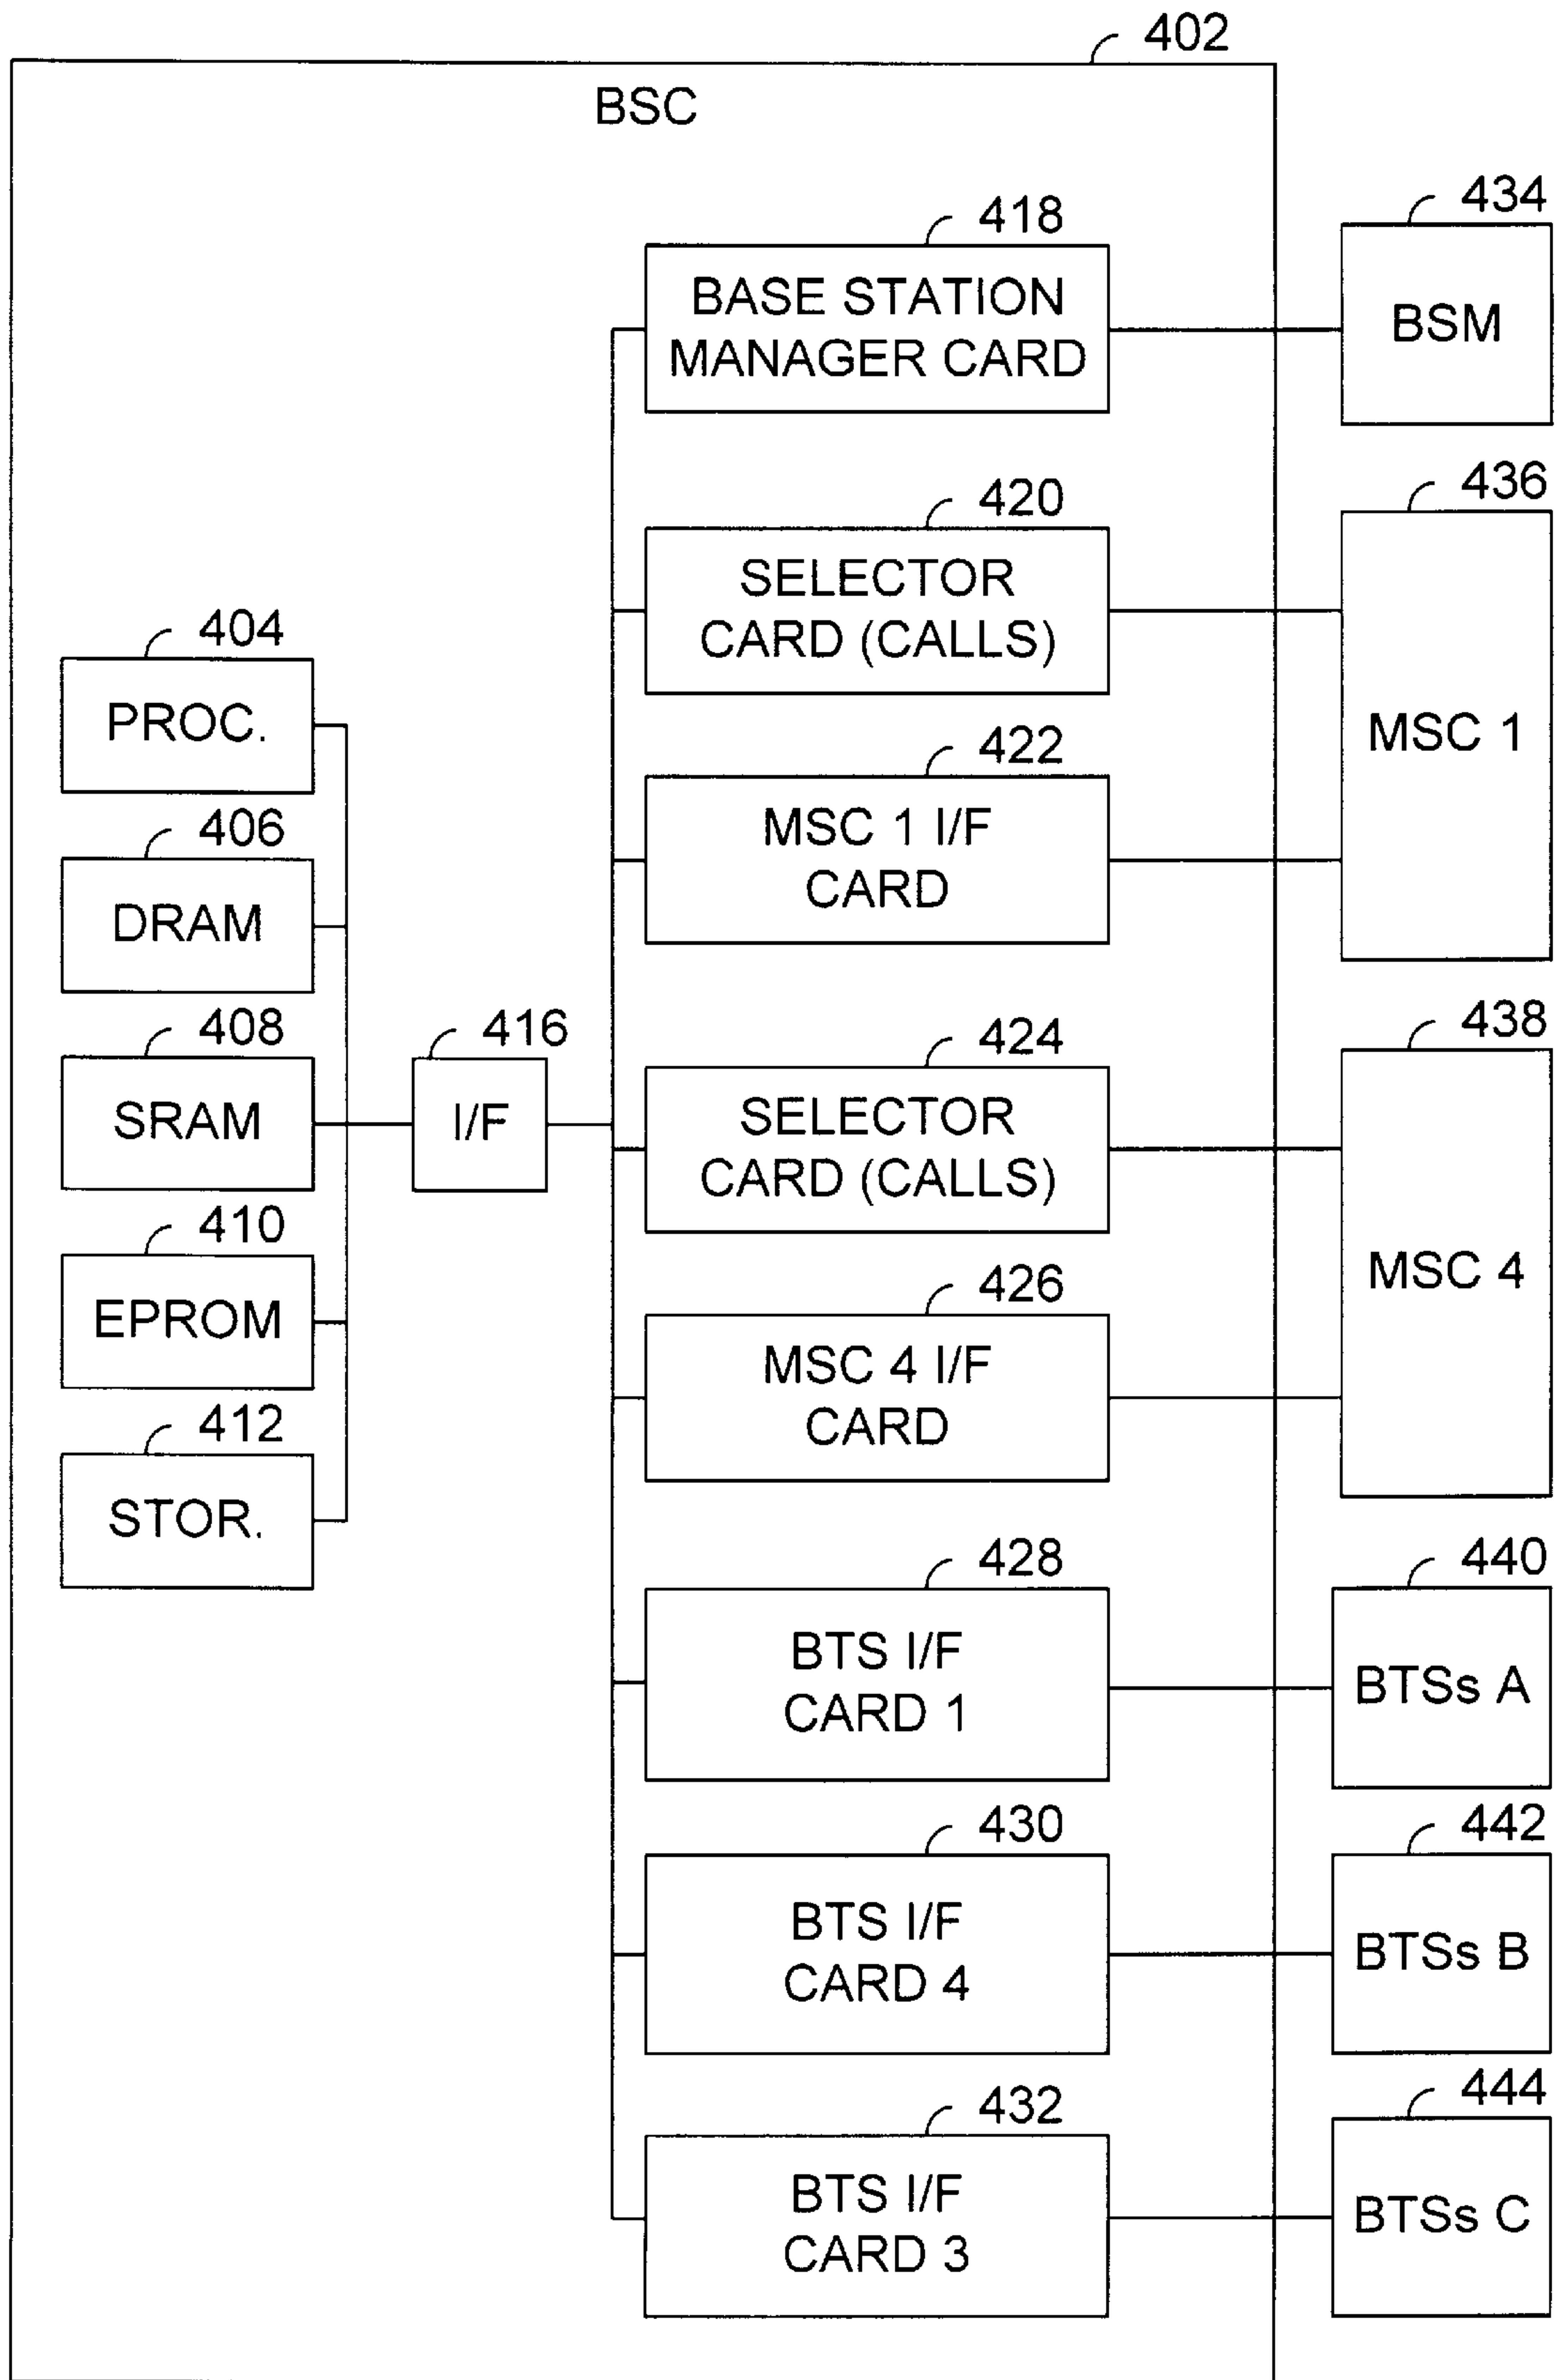 402
BSC
418
BASE STATION
MANAGER CARD
434
BSM
420
SELECTOR
CARD (CALLS)
436
MSC 1
422
MSC 1 I/F
CARD
404
PROC.
406
DRAM
408
SRAM
410
EPROM
412
STOR.
416
I/F
424
SELECTOR
CARD (CALLS)
438
MSC 4
426
MSC 4 I/F
CARD
428
BTS I/F
CARD 1
440
BTSs A
430
BTS I/F
CARD 4
442
BTSs B
432
BTS I/F
CARD 3
444
BTSs C